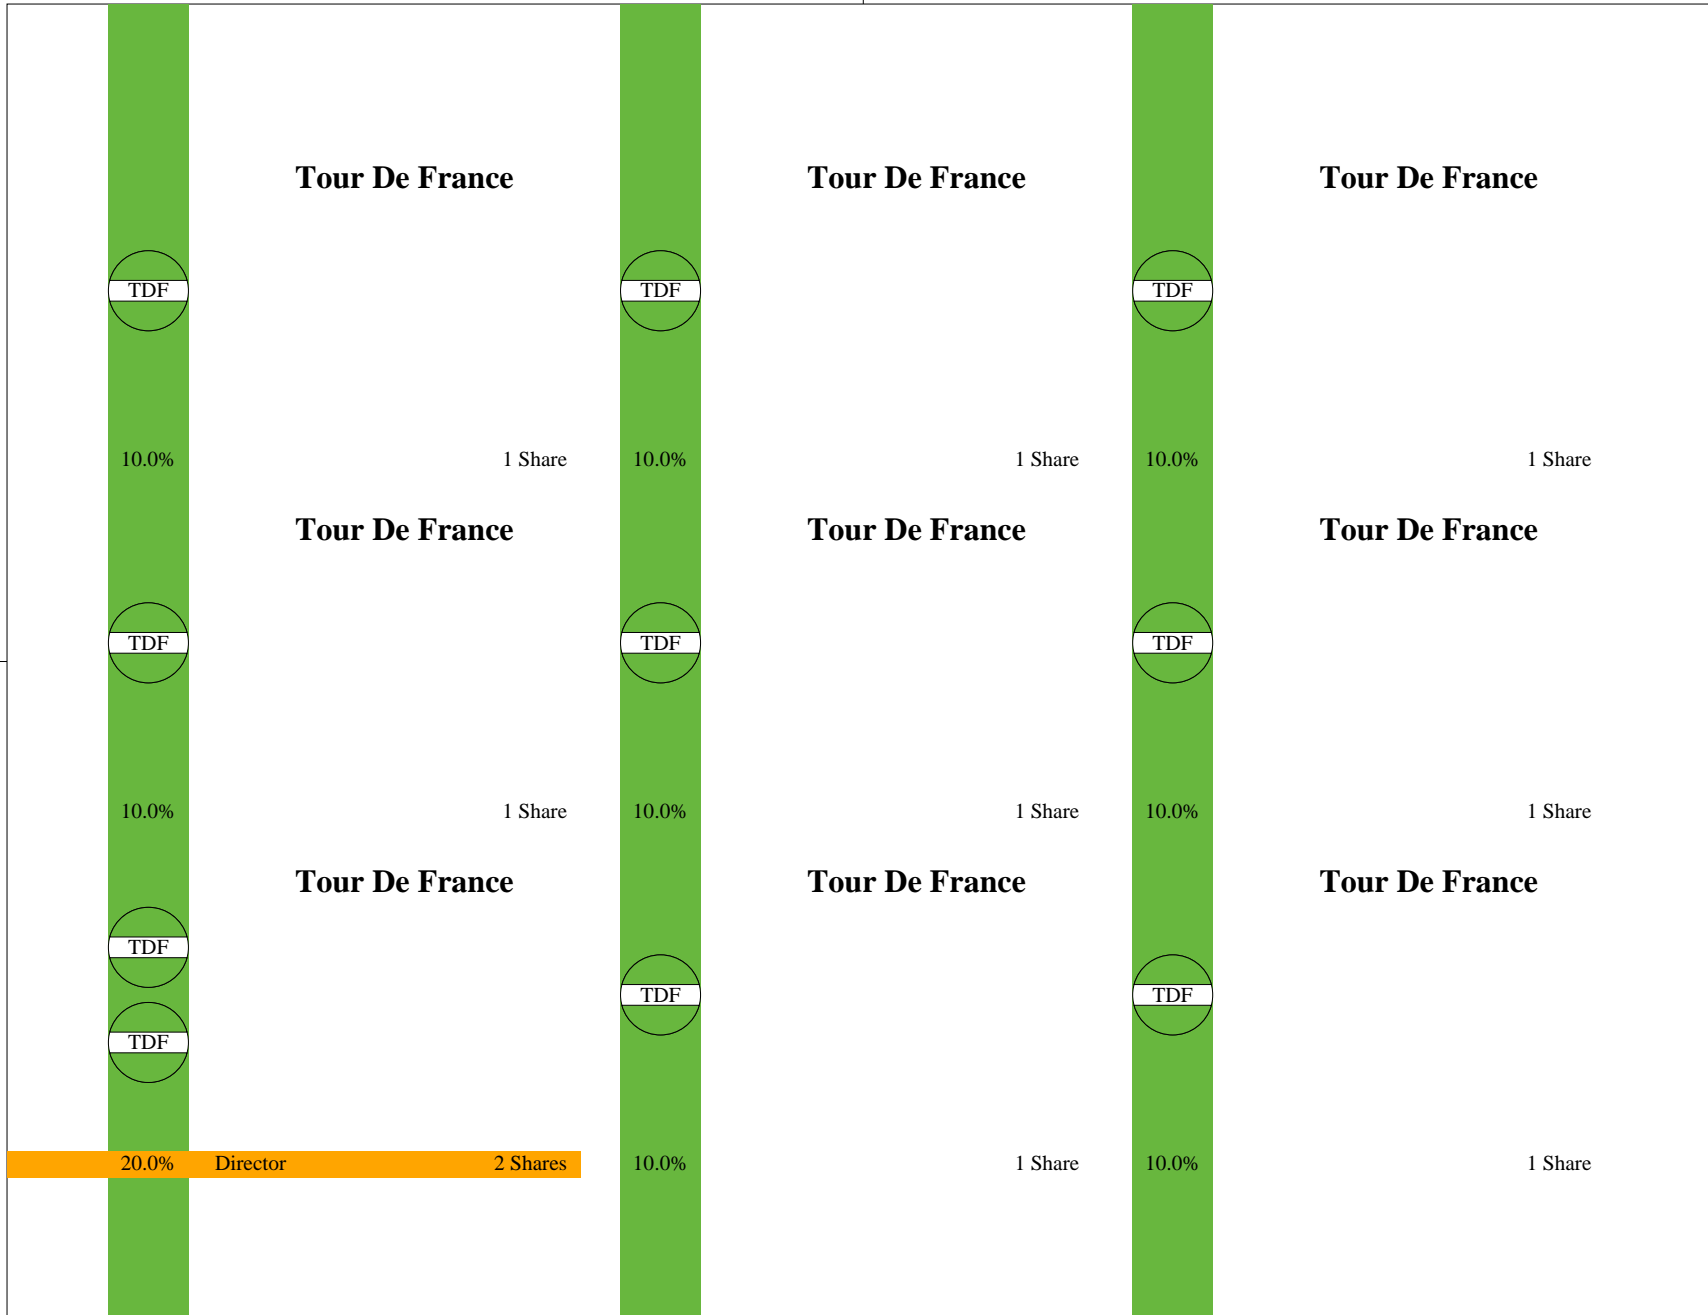 Tour De France Tour De France Tour De France
TDF TDF TDF
10.0% 1 Share 10.0% 1 Share 10.0% 1 Share
Tour De France Tour De France Tour De France
TDF TDF TDF
10.0% 1 Share 10.0% 1 Share 10.0% 1 Share
Tour De France Tour De France Tour De France
TDF
TDF TDF
TDF
20.0% Director 2 Shares 10.0% 1 Share 10.0% 1 Share